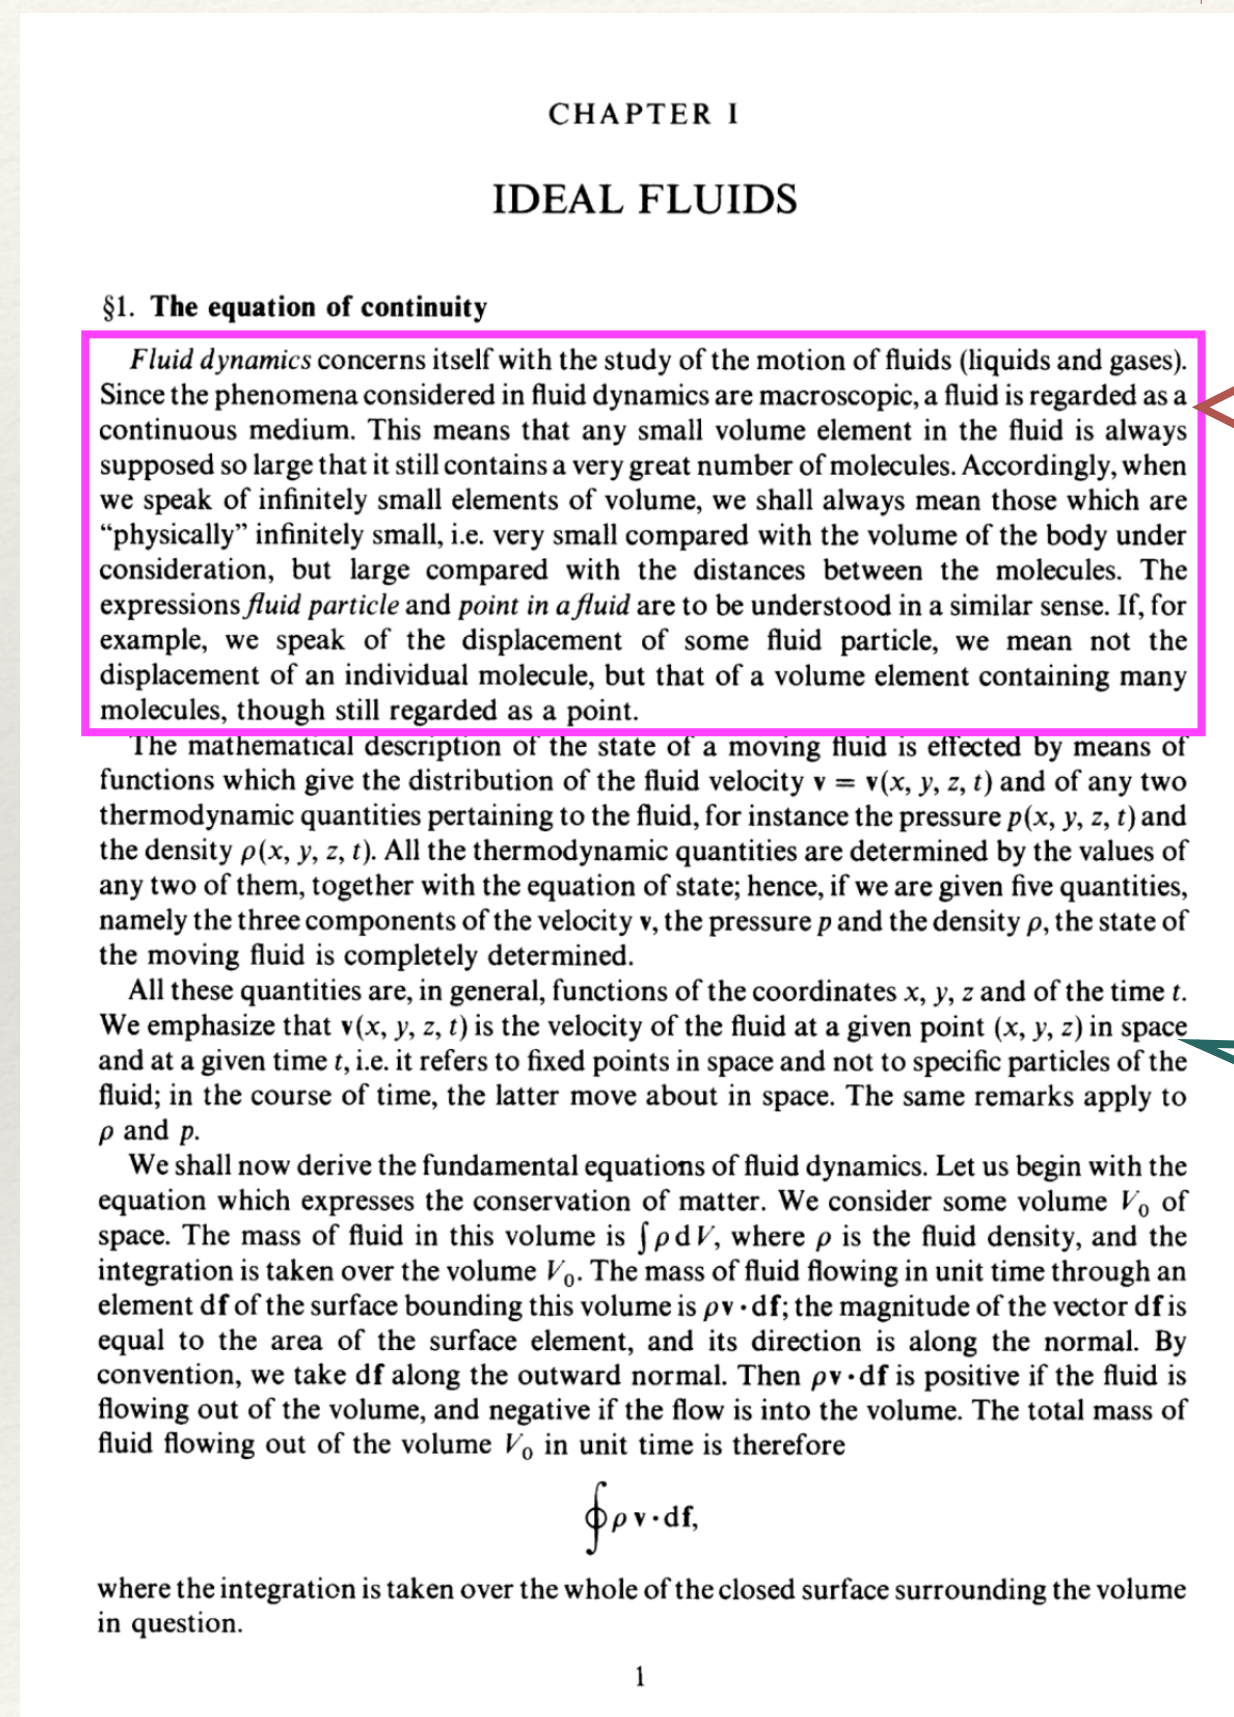 CHAPTER I
IDEAL FLUIDS
§1. The equation of continuity
Fluid dynamics concerns itself with the study of the motion of fluids (liquids and gases).
Since the phenomena considered in fluid dynamics are macroscopic, a fluid is regarded as a
continuous medium. This means that any small volume element in the fluid is always
supposed so large that it still contains a very great number of molecules. Accordingly, when
we speak of infinitely small elements of volume, we shall always mean those which are
“physically” infinitely small, i.e. very small compared with the volume of the body under
consideration, but large compared with the distances between the molecules. The
expressions fluid particle and point in a fluid are to be understood in a similar sense. If, for
example, we speak of the displacement of some fluid particle, we mean not the
displacement of an individual molecule, but that of a volume element containing many
molecules, though still regarded as a point.
The mathematical description of the state of a moving fluid is effected by means of
functions which give the distribution of the fluid velocity v = v(x, y, z, t) and of any two
thermodynamic quantities pertaining to the fluid, for instance the pressure p(x, y, z, t) and
the density ρ(x, y, z, t). All the thermodynamic quantities are determined by the values of
any two of them, together with the equation of state; hence, if we are given five quantities,
namely the three components of the velocity v, the pressure p and the density ρ, the state of
the moving fluid is completely determined.
All these quantities are, in general, functions of the coordinates x, y, z and of the time t.
We emphasize that v(x, y, z, t) is the velocity of the fluid at a given point (x, y, z) in space
and at a given time t, i.e. it refers to fixed points in space and not to specific particles of the
fluid; in the course of time, the latter move about in space. The same remarks apply to
ρ and p.
We shall now derive the fundamental equations of fluid dynamics. Let us begin with the
equation which expresses the conservation of matter. We consider some volume V₀ of
space. The mass of fluid in this volume is ∫ρ dV, where ρ is the fluid density, and the
integration is taken over the volume V₀. The mass of fluid flowing in unit time through an
element df of the surface bounding this volume is ρv · df; the magnitude of the vector df is
equal to the area of the surface element, and its direction is along the normal. By
convention, we take df along the outward normal. Then ρv · df is positive if the fluid is
flowing out of the volume, and negative if the flow is into the volume. The total mass of
fluid flowing out of the volume V₀ in unit time is therefore
∮ρ v · df,
where the integration is taken over the whole of the closed surface surrounding the volume
in question.
1